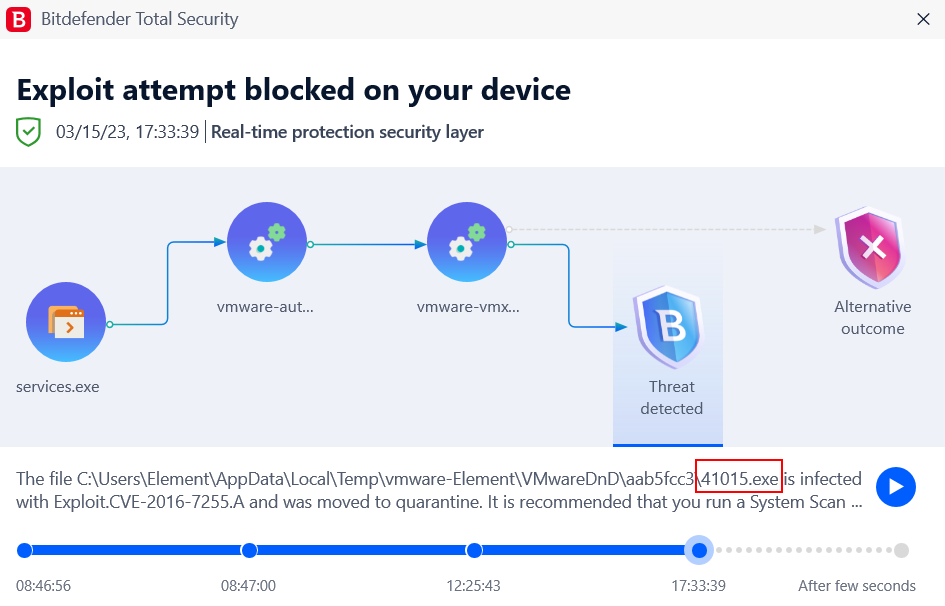 B Bitdefender Total Security
Exploit attempt blocked on your device
03/15/23, 17:33:39 Real-time protection security layer
vmware-aut...
vmware-vmx...
Alternative
outcome
services.exe
B
Threat
detected
The file C:\Users\Element\AppData\Local\Temp\vmware-Element\VMwareDnD\aab5fcc3\41015.exe is infected
with Exploit.CVE-2016-7255.A and was moved to quarantine. It is recommended that you run a System Scan ...
08:46:56 08:47:00 12:25:43 17:33:39 After few seconds